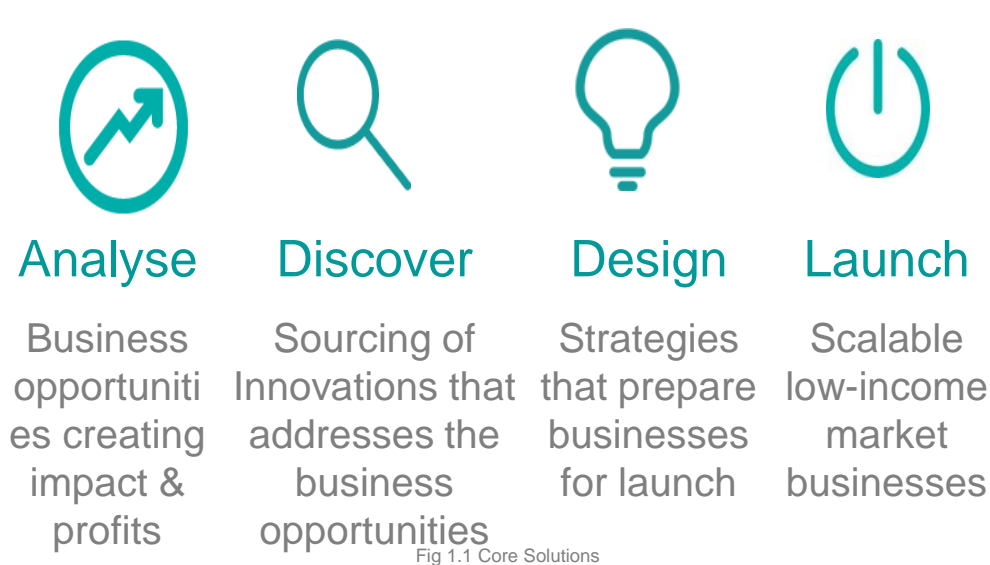 Analyse
Business
opportuniti
es creating
impact &
profits
Discover
Sourcing of
Innovations that
addresses the
business
opportunities
Design
Strategies
that prepare
businesses
for launch
Launch
Scalable
low-income
market
businesses
Fig 1.1 Core Solutions